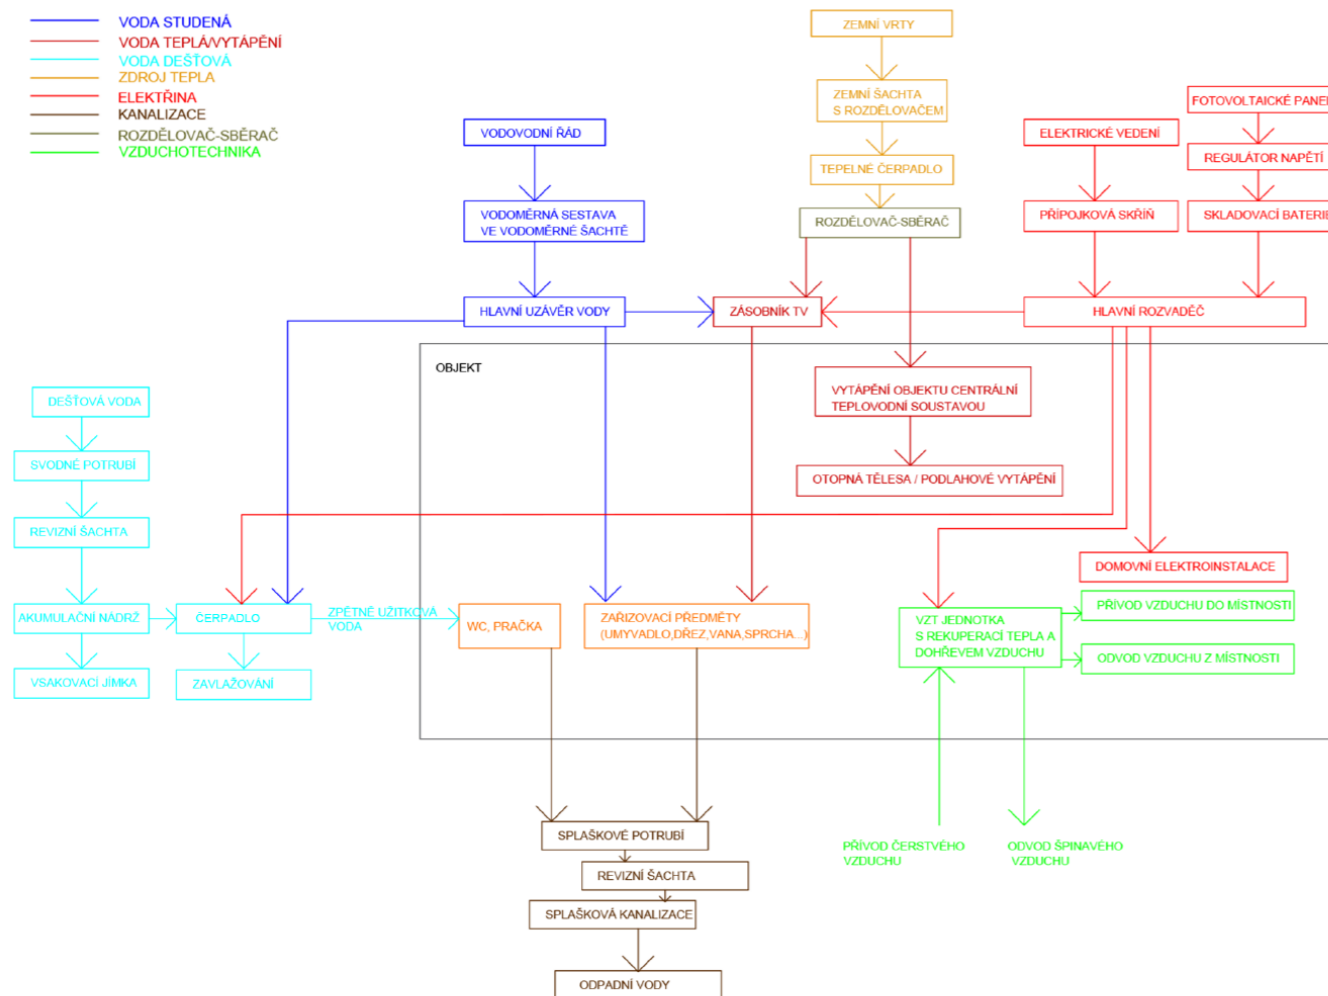 VODA STUDENÁ
VODA TEPLÁ/VYTÁPĚNÍ
VODA DEŠŤOVÁ
ZDROJ TEPLA
ELEKTŘINA
KANALIZACE
ROZDĚLOVAČ-SBĚRAČ
VZDUCHOTECHNIKA
ZEMNÍ VRTY
ZEMNÍ ŠACHTA
S ROZDĚLOVAČEM
TEPELNÉ ČERPADLO
ROZDĚLOVAČ-SBĚRAČ
VODOVODNÍ ŘÁD
VODOMĚRNÁ SESTAVA
VE VODOMĚRNÉ ŠACHTĚ
HLAVNÍ UZÁVĚR VODY
ZÁSOBNÍK TV
ELEKTRICKÉ VEDENÍ
PŘÍPOJKOVÁ SKŘÍŇ
FOTOVOLTAICKÉ PANEL
REGULÁTOR NAPĚTÍ
SKLADOVACÍ BATERIE
HLAVNÍ ROZVADĚČ
OBJEKT
VYTÁPĚNÍ OBJEKTU CENTRÁLNÍ
TEPLOVODNÍ SOUSTAVOU
OTOPNÁ TĚLESA / PODLAHOVÉ VYTÁPĚNÍ
DEŠŤOVÁ VODA
SVODNÉ POTRUBÍ
REVIZNÍ ŠACHTA
AKUMULAČNÍ NÁDRŽ
VSAKOVACÍ JÍMKA
ČERPADLO
ZAVLAŽOVÁNÍ
ZPĚTNĚ UŽITKOVÁ
VODA
WC, PRAČKA
ZAŘIZOVACÍ PŘEDMĚTY
(UMYVADLO,DŘEZ,VANA,SPRCHA...)
DOMOVNÍ ELEKTROINSTALACE
VZT JEDNOTKA
S REKUPERACÍ TEPLA A
DOHŘEVEM VZDUCHU
PŘÍVOD VZDUCHU DO MÍSTNOSTI
ODVOD VZDUCHU Z MÍSTNOSTI
PŘÍVOD ČERSTVÉHO
VZDUCHU
ODVOD ŠPINAVÉHO
VZDUCHU
SPLAŠKOVÉ POTRUBÍ
REVIZNÍ ŠACHTA
SPLAŠKOVÁ KANALIZACE
ODPADNÍ VODY